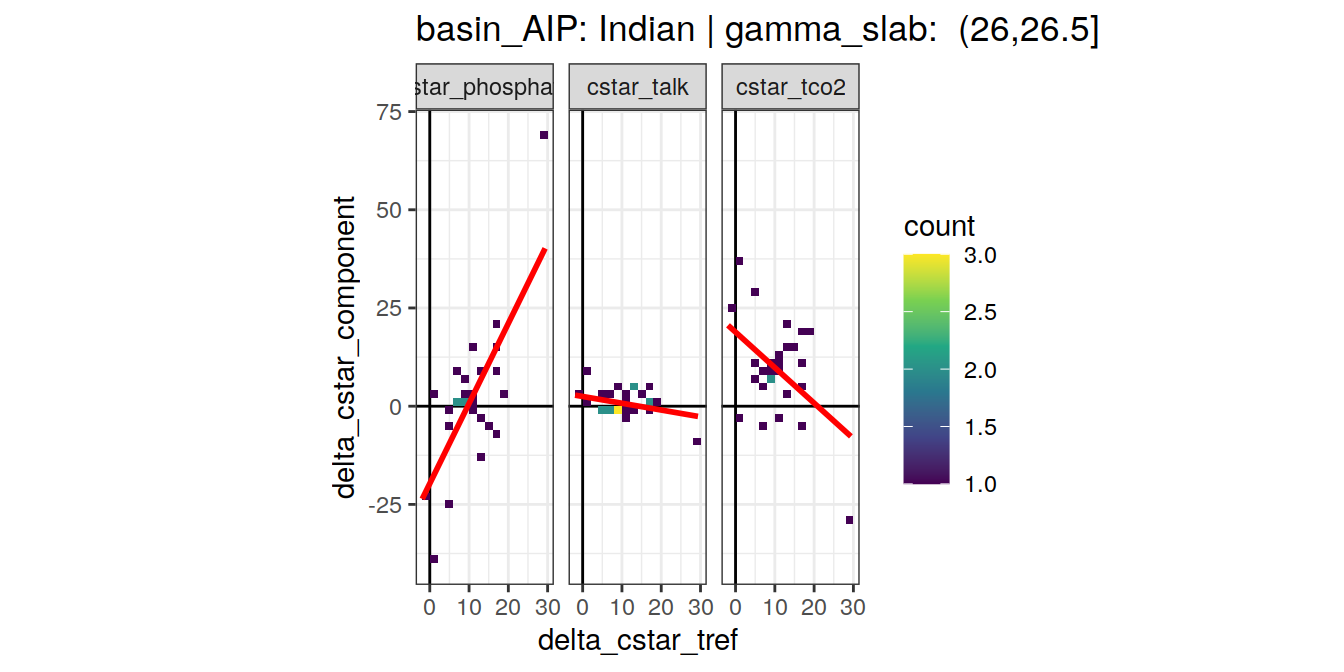 basin_AIP: Indian | gamma_slab:  (26,26.5]
star_phospha cstar_talk cstar_tco2
75
50
25
0
-25
delta_cstar_component
0 10 20 30 0 10 20 30 0 10 20 30
delta_cstar_tref
count
3.0
2.5
2.0
1.5
1.0